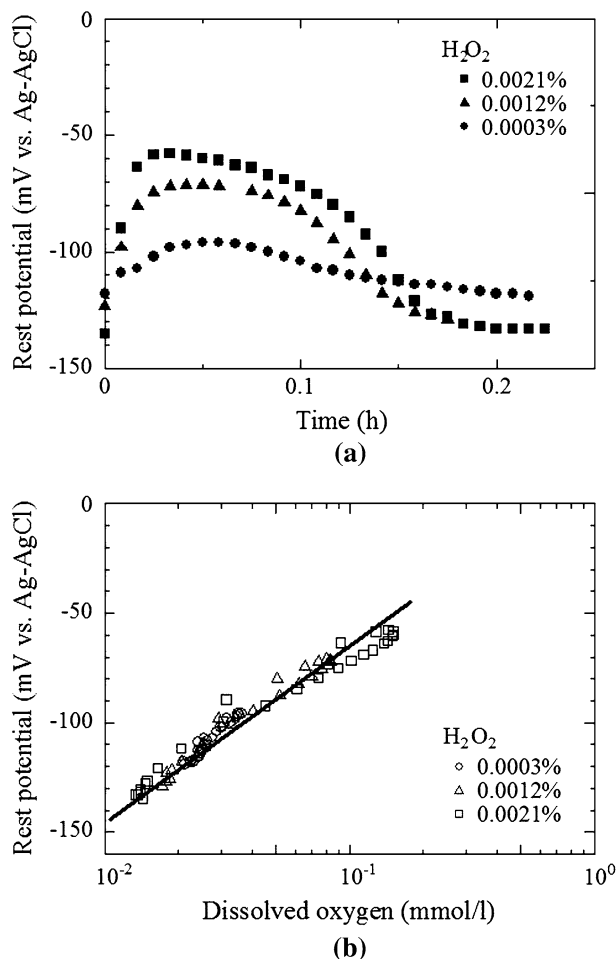 0
-50
-100
-150
Rest potential (mV vs. Ag-AgCl)
H2O2
0.0021%
0.0012%
0.0003%
0
0.1
0.2
Time (h)
(a)
0
-50
-100
-150
Rest potential (mV vs. Ag-AgCl)
H2O2
0.0003%
0.0012%
0.0021%
10-2
10-1
100
Dissolved oxygen (mmol/l)
(b)